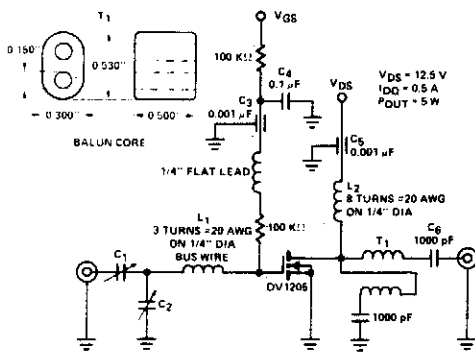 T1
0.150"
0.530"
0.300"
0.500"
BALUN CORE
VGS
100 KΩ
C4
0.1 μF
C3
0.001 μF
1/4" FLAT LEAD
L1
3 TURNS =20 AWG
ON 1/4" DIA
BUS WIRE
100 KΩ
VDS
VDS = 12.5 V
IDQ = 0.5 A
POUT = 5 W
C5
0.001 μF
L2
8 TURNS =20 AWG
ON 1/4" DIA
C6
1000 pF
T1
C1
C2
DV1205
1000 pF